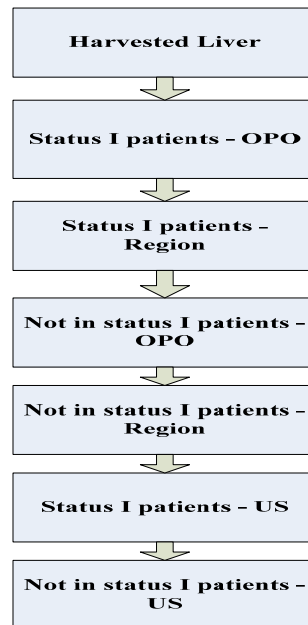 Harvested Liver
Status I patients - OPO
Status I patients -
Region
Not in status I patients -
OPO
Not in status I patients -
Region
Status I patients - US
Not in status I patients -
US